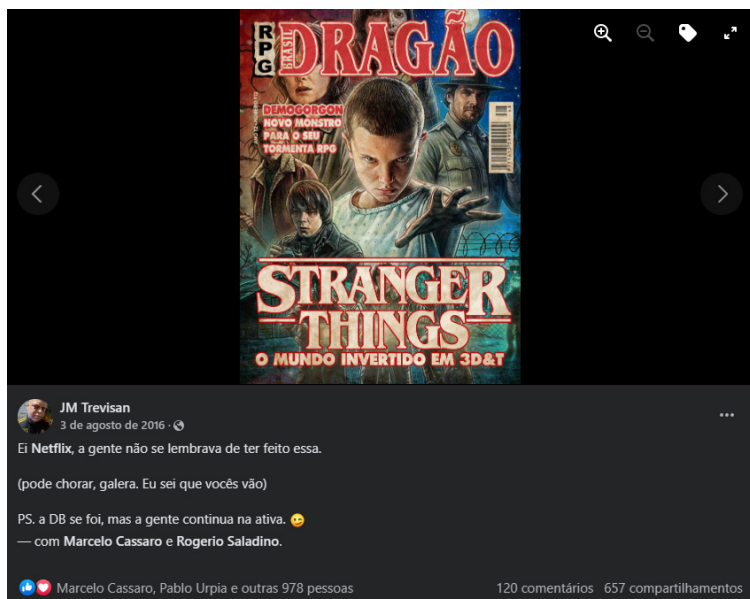 RPG
BRASIL
DRAGÃO
DEMOGORGON
NOVO MONSTRO
PARA O SEU
TORMENTA RPG
STRANGER
THINGS
O MUNDO INVERTIDO EM 3D&T
JM Trevisan
3 de agosto de 2016 ·
Ei Netflix, a gente não se lembrava de ter feito essa.
(pode chorar, galera. Eu sei que vocês vão)
PS. a DB se foi, mas a gente continua na ativa. 😉
— com Marcelo Cassaro e Rogerio Saladino.
Marcelo Cassaro, Pablo Urpia e outras 978 pessoas
120 comentários 657 compartilhamentos